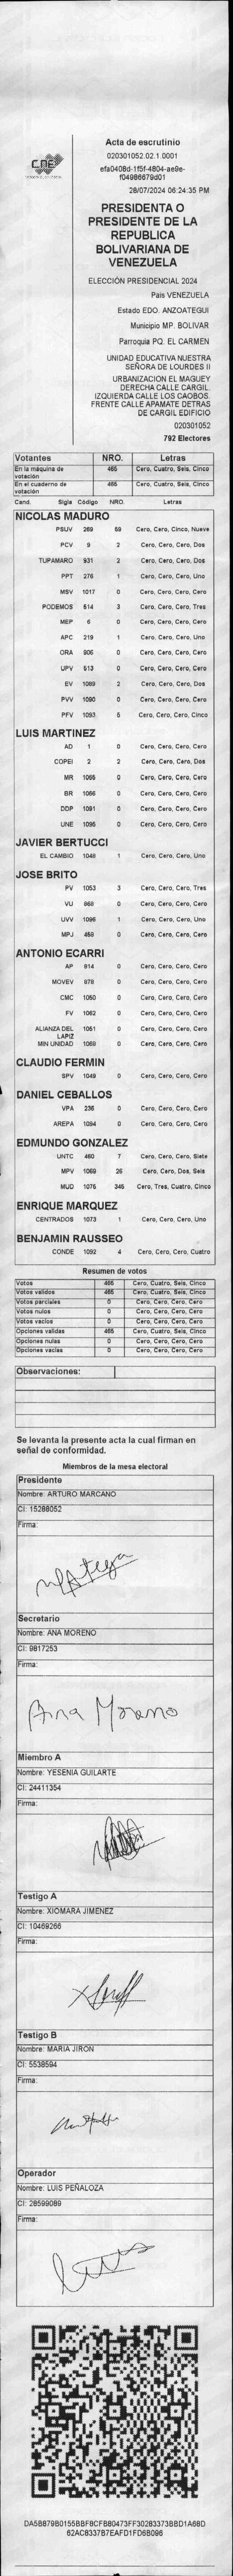 Acta de escrutinio
020301052.02.1.0001
efa0408d-1f5f-4804-ae9e-
f04986679d01
28/07/2024 06:24:35 PM
CNE
PRESIDENTA O
PRESIDENTE DE LA
REPUBLICA
BOLIVARIANA DE
VENEZUELA
ELECCIÓN PRESIDENCIAL 2024
País VENEZUELA
Estado EDO. ANZOATEGUI
Municipio MP. BOLIVAR
Parroquia PQ. EL CARMEN
UNIDAD EDUCATIVA NUESTRA
SEÑORA DE LOURDES II
URBANIZACION EL MAGUEY
DERECHA CALLE CARGIL.
IZQUIERDA CALLE LOS CAOBOS.
FRENTE CALLE APAMATE DETRAS
DE CARGIL EDIFICIO
020301052
792 Electores
Votantes NRO. Letras
En la máquina de votación 465 Cero, Cuatro, Seis, Cinco
En el cuaderno de votación 465 Cero, Cuatro, Seis, Cinco
Cand. Sigla Código NRO. Letras
NICOLAS MADURO
PSUV 269 59 Cero, Cero, Cinco, Nueve
PCV 9 2 Cero, Cero, Cero, Dos
TUPAMARO 931 2 Cero, Cero, Cero, Dos
PPT 276 1 Cero, Cero, Cero, Uno
MSV 1017 0 Cero, Cero, Cero, Cero
PODEMOS 514 3 Cero, Cero, Cero, Tres
MEP 6 0 Cero, Cero, Cero, Cero
APC 219 1 Cero, Cero, Cero, Uno
ORA 906 0 Cero, Cero, Cero, Cero
UPV 513 0 Cero, Cero, Cero, Cero
EV 1089 2 Cero, Cero, Cero, Dos
PVV 1090 0 Cero, Cero, Cero, Cero
PFV 1093 5 Cero, Cero, Cero, Cinco
LUIS MARTINEZ
AD 1 0 Cero, Cero, Cero, Cero
COPEI 2 2 Cero, Cero, Cero, Dos
MR 1065 0 Cero, Cero, Cero, Cero
BR 1066 0 Cero, Cero, Cero, Cero
DDP 1091 0 Cero, Cero, Cero, Cero
UNE 1095 0 Cero, Cero, Cero, Cero
JAVIER BERTUCCI
EL CAMBIO 1048 1 Cero, Cero, Cero, Uno
JOSE BRITO
PV 1053 3 Cero, Cero, Cero, Tres
VU 868 0 Cero, Cero, Cero, Cero
UVV 1096 1 Cero, Cero, Cero, Uno
MPJ 458 0 Cero, Cero, Cero, Cero
ANTONIO ECARRI
AP 814 0 Cero, Cero, Cero, Cero
MOVEV 878 0 Cero, Cero, Cero, Cero
CMC 1050 0 Cero, Cero, Cero, Cero
FV 1062 0 Cero, Cero, Cero, Cero
ALIANZA DEL LAPIZ 1051 0 Cero, Cero, Cero, Cero
MIN UNIDAD 1068 0 Cero, Cero, Cero, Cero
CLAUDIO FERMIN
SPV 1049 0 Cero, Cero, Cero, Cero
DANIEL CEBALLOS
VPA 236 0 Cero, Cero, Cero, Cero
AREPA 1094 0 Cero, Cero, Cero, Cero
EDMUNDO GONZALEZ
UNTC 460 7 Cero, Cero, Cero, Siete
MPV 1069 26 Cero, Cero, Dos, Seis
MUD 1075 345 Cero, Tres, Cuatro, Cinco
ENRIQUE MARQUEZ
CENTRADOS 1073 1 Cero, Cero, Cero, Uno
BENJAMIN RAUSSEO
CONDE 1092 4 Cero, Cero, Cero, Cuatro
Resumen de votos
Votos 465 Cero, Cuatro, Seis, Cinco
Votos validos 465 Cero, Cuatro, Seis, Cinco
Votos parciales 0 Cero, Cero, Cero, Cero
Votos nulos 0 Cero, Cero, Cero, Cero
Votos vacios 0 Cero, Cero, Cero, Cero
Opciones validas 465 Cero, Cuatro, Seis, Cinco
Opciones nulas 0 Cero, Cero, Cero, Cero
Opciones vacias 0 Cero, Cero, Cero, Cero
Observaciones:
Se levanta la presente acta la cual firman en
señal de conformidad.
Miembros de la mesa electoral
Presidente
Nombre: ARTURO MARCANO
CI: 15288052
Firma:
Secretario
Nombre: ANA MORENO
CI: 9817253
Firma:
Ana Moreno
Miembro A
Nombre: YESENIA GUILARTE
CI: 24411354
Firma:
Testigo A
Nombre: XIOMARA JIMENEZ
CI: 10469266
Firma:
Testigo B
Nombre: MARIA JIRON
CI: 5538594
Firma:
Operador
Nombre: LUIS PEÑALOZA
CI: 28599089
Firma:
DA5B879B0155BBF8CFB80473FF30283373BBD1A68D
62AC8337B7EAFD1FD6B096